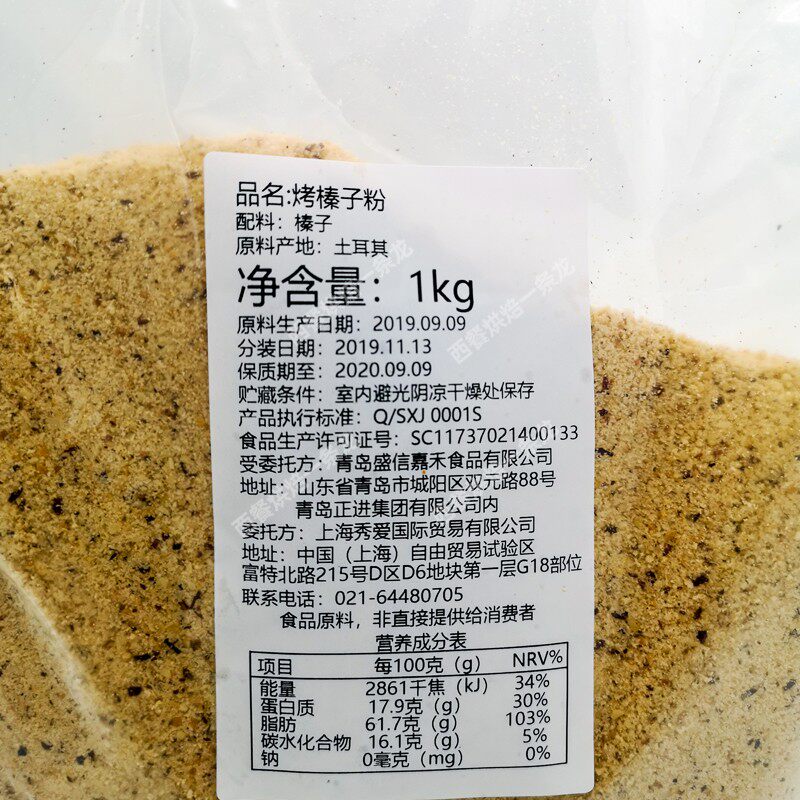 品名:烤榛子粉
配料：榛子
原料产地：土耳其
净含量：1kg
原料生产日期：2019.09.09
分装日期：2019.11.13
保质期至：2020.09.09
贮藏条件：室内避光阴凉干燥处保存
产品执行标准：Q/SXJ 0001S
食品生产许可证号：SC11737021400133
受委托方：青岛盛信嘉禾食品有限公司
地址：山东省青岛市城阳区双元路88号
青岛正进集团有限公司内
委托方：上海秀爱国际贸易有限公司
地址：中国（上海）自由贸易试验区
富特北路215号D区D6地块第一层G18部位
联系电话：021-64480705
食品原料，非直接提供给消费者
营养成分表
项目 每100克（g） NRV%
能量 2861千焦（kJ） 34%
蛋白质 17.9克（g） 30%
脂肪 61.7克（g） 103%
碳水化合物 16.1克（g） 5%
钠 0毫克（mg） 0%
西餐烘焙一条龙